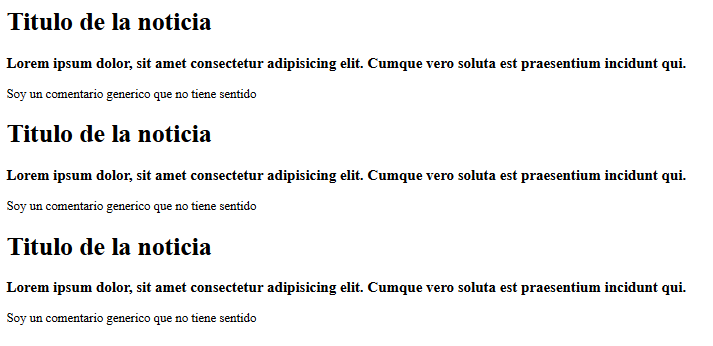 Titulo de la noticia
Lorem ipsum dolor, sit amet consectetur adipisicing elit. Cumque vero soluta est praesentium incidunt qui.
Soy un comentario generico que no tiene sentido
Titulo de la noticia
Lorem ipsum dolor, sit amet consectetur adipisicing elit. Cumque vero soluta est praesentium incidunt qui.
Soy un comentario generico que no tiene sentido
Titulo de la noticia
Lorem ipsum dolor, sit amet consectetur adipisicing elit. Cumque vero soluta est praesentium incidunt qui.
Soy un comentario generico que no tiene sentido